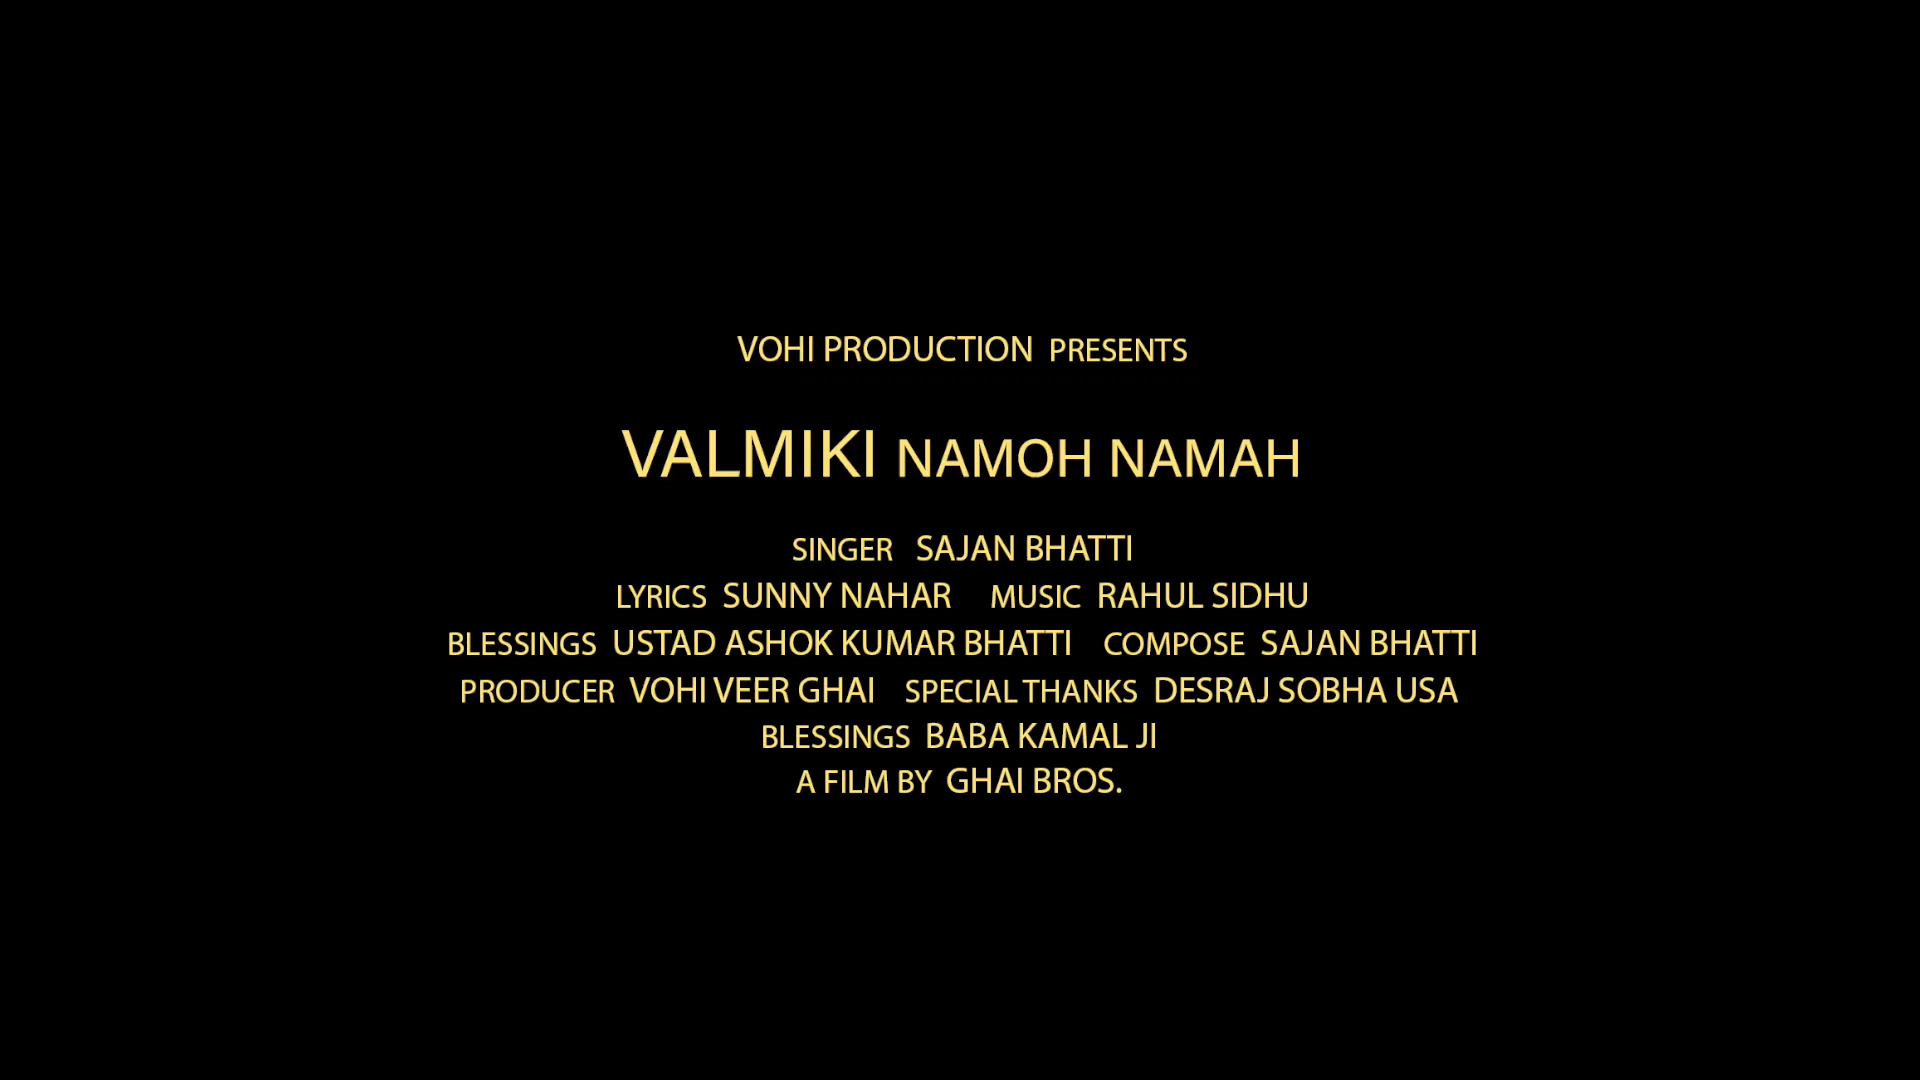 VOHI PRODUCTION PRESENTS
VALMIKI NAMOH NAMAH
SINGER SAJAN BHATTI
LYRICS SUNNY NAHAR MUSIC RAHUL SIDHU
BLESSINGS USTAD ASHOK KUMAR BHATTI COMPOSE SAJAN BHATTI
PRODUCER VOHI VEER GHAI SPECIAL THANKS DESRAJ SOBHA USA
BLESSINGS BABA KAMAL JI
A FILM BY GHAI BROS.